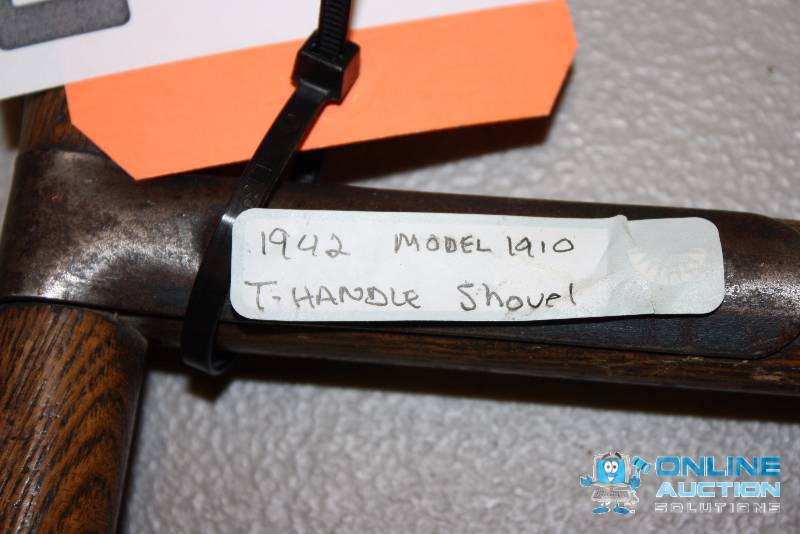 1942 MODEL 1910
T-HANDLE Shovel
ONLINE
AUCTION
SOLUTIONS